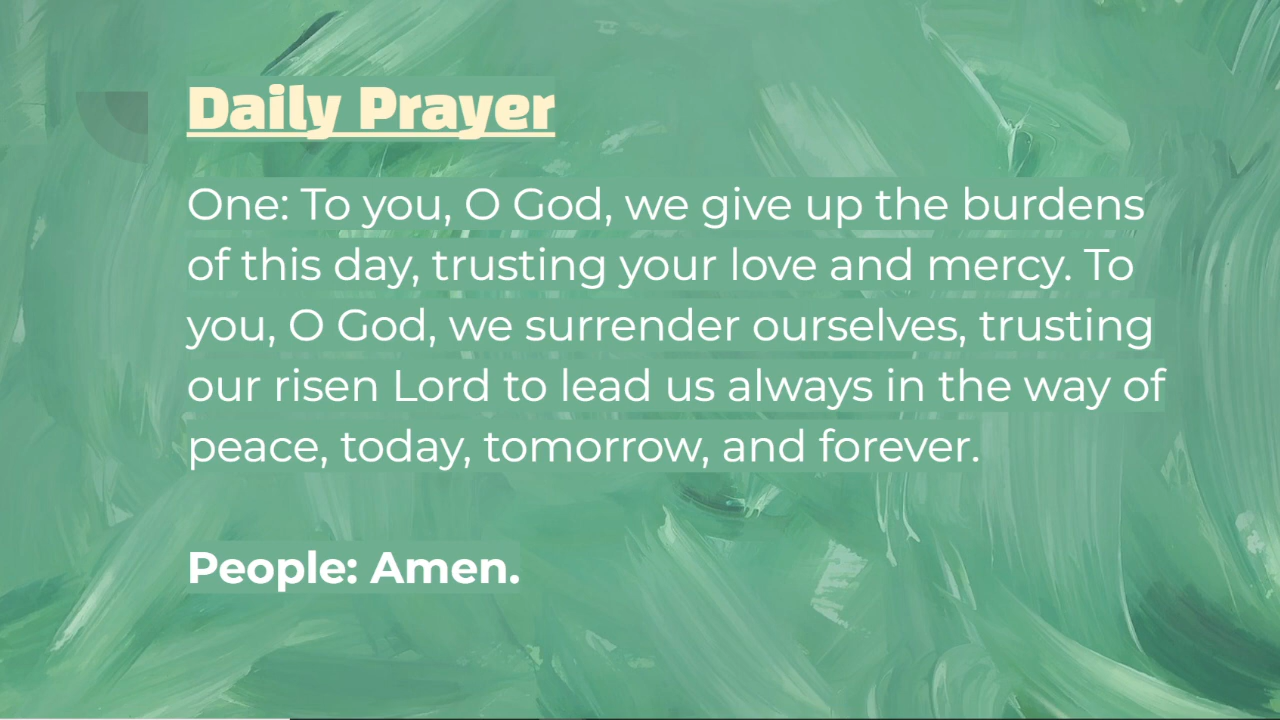 Daily Prayer
One: To you, O God, we give up the burdens
of this day, trusting your love and mercy. To
you, O God, we surrender ourselves, trusting
our risen Lord to lead us always in the way of
peace, today, tomorrow, and forever.
People: Amen.